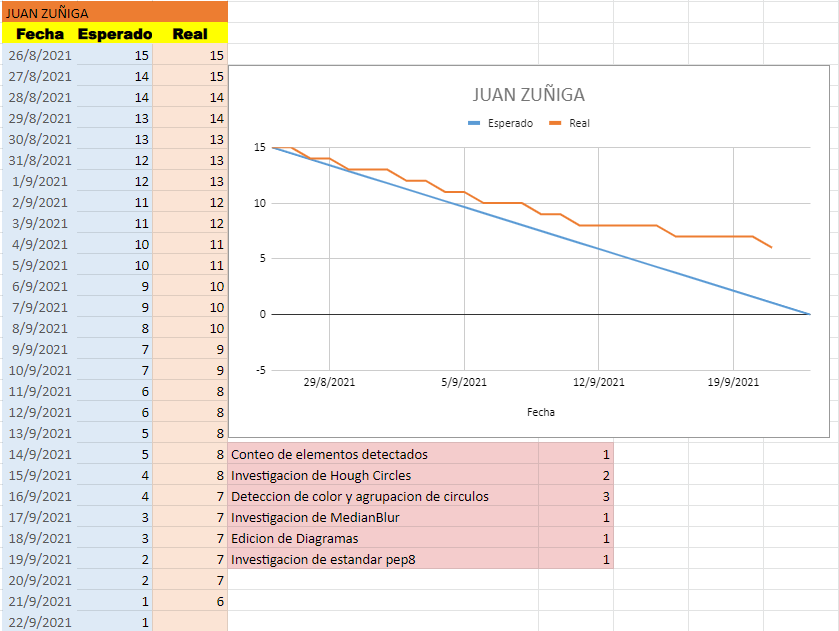 JUAN ZUÑIGA
Fecha Esperado Real
26/8/2021 15 15
27/8/2021 14 15
28/8/2021 14 14
29/8/2021 13 14
30/8/2021 13 13
31/8/2021 12 13
1/9/2021 12 13
2/9/2021 11 12
3/9/2021 11 12
4/9/2021 10 11
5/9/2021 10 11
6/9/2021 9 10
7/9/2021 9 10
8/9/2021 8 10
9/9/2021 7 9
10/9/2021 7 9
11/9/2021 6 8
12/9/2021 6 8
13/9/2021 5 8
14/9/2021 5 8 Conteo de elementos detectados 1
15/9/2021 4 8 Investigacion de Hough Circles 2
16/9/2021 4 7 Deteccion de color y agrupacion de circulos 3
17/9/2021 3 7 Investigacion de MedianBlur 1
18/9/2021 3 7 Edicion de Diagramas 1
19/9/2021 2 7 Investigacion de estandar pep8 1
20/9/2021 2 7
21/9/2021 1 6
22/9/2021 1
JUAN ZUÑIGA
Esperado Real
15
10
5
0
-5
29/8/2021 5/9/2021 12/9/2021 19/9/2021
Fecha